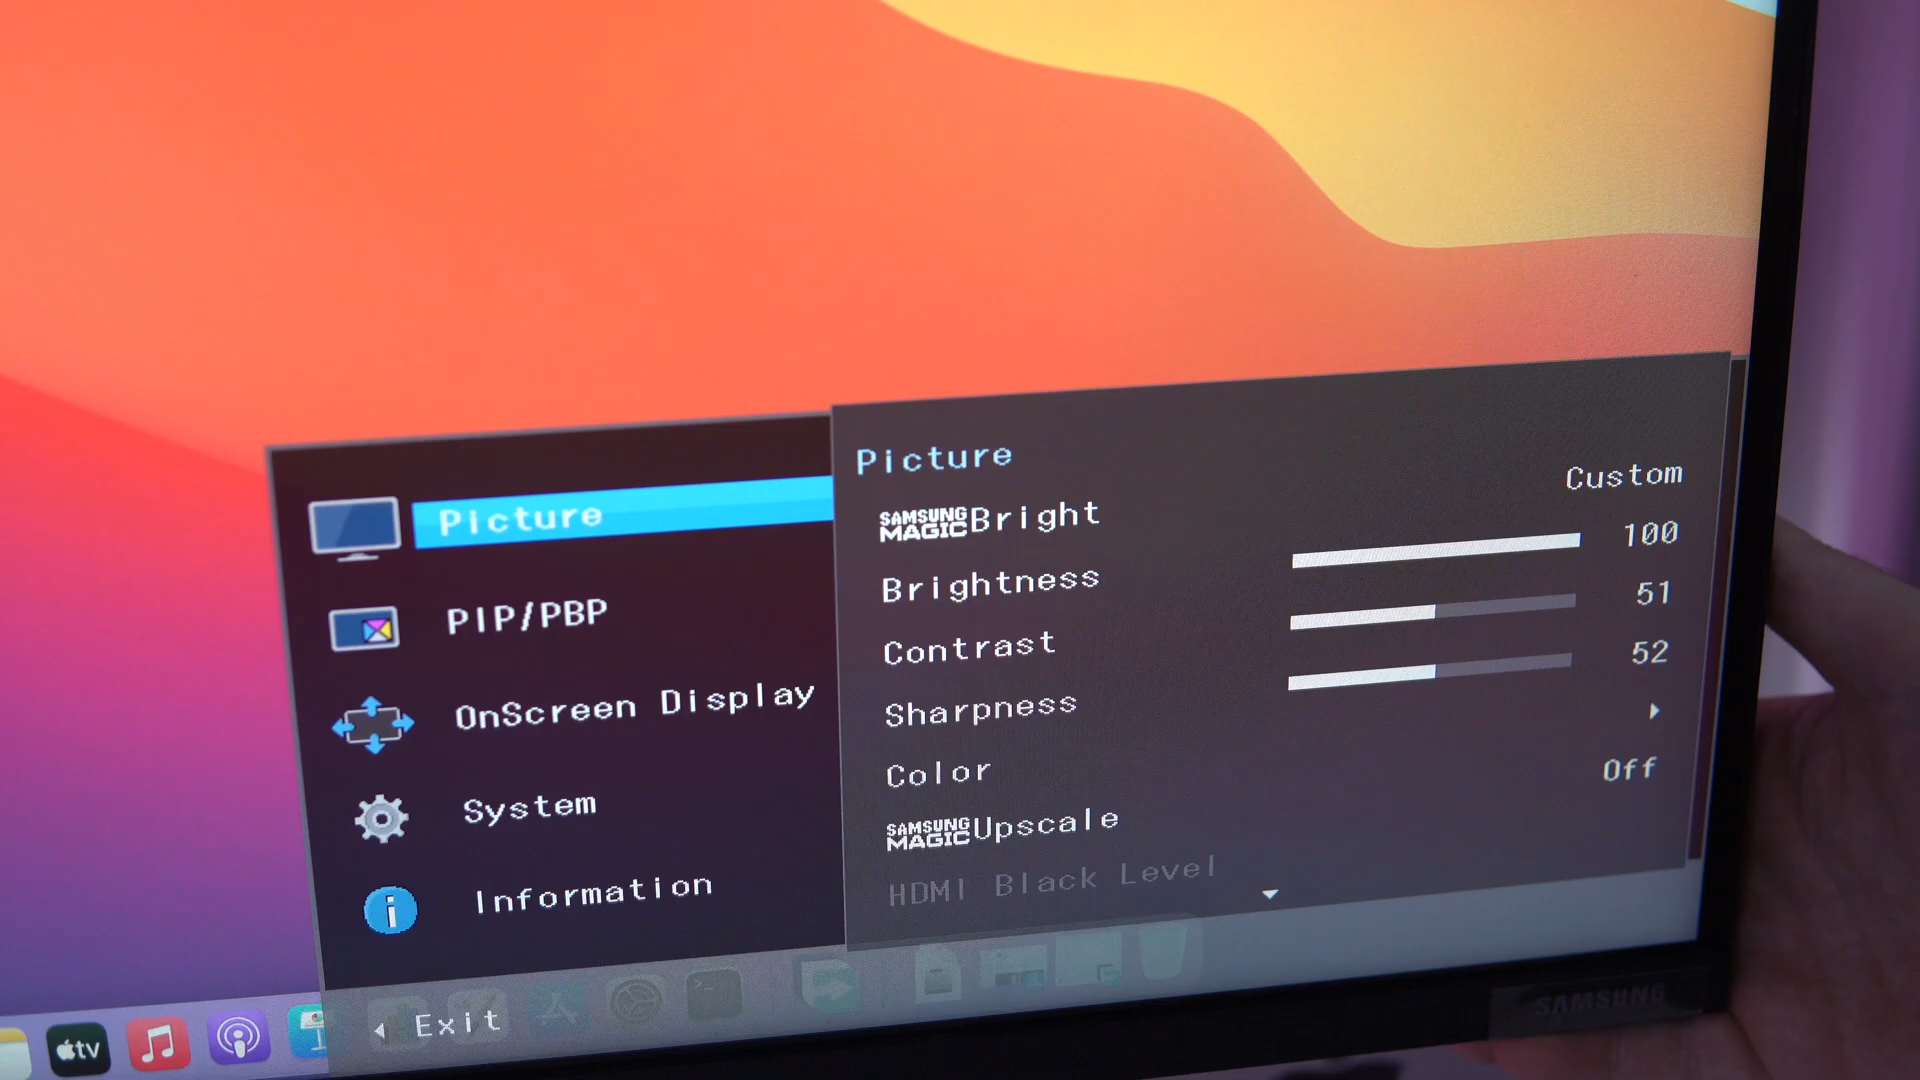 Picture
PIP/PBP
OnScreen Display
System
Information
Exit
Picture
SAMSUNG MAGIC Bright Custom
Brightness 100
Contrast 51
Sharpness 52
Color
SAMSUNG MAGIC Upscale Off
HDMI Black Level
tv
SAMSUNG